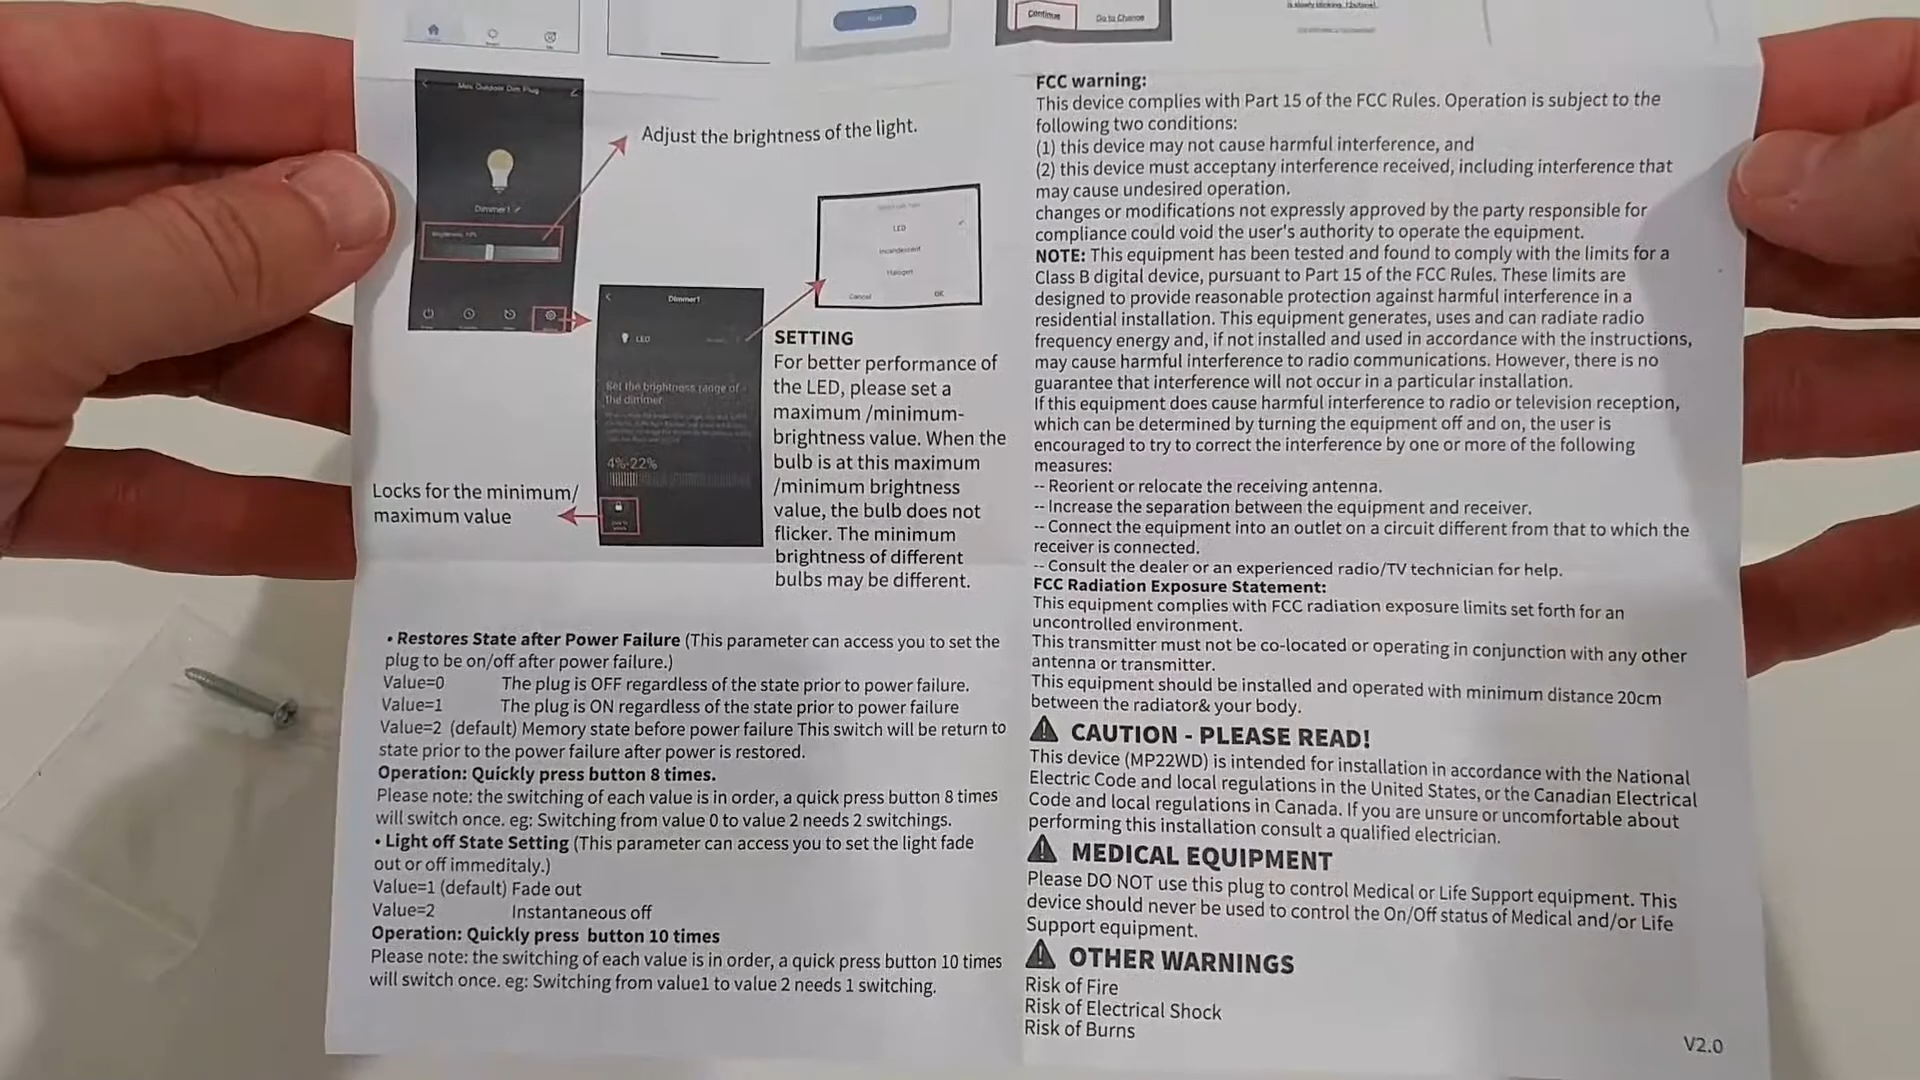 Continue
Go to Change
Mini Outdoor Dim Plug
Adjust the brightness of the light.
Dimmer1
LED
Incandescent
Halogen
Cancel
OK
Dimmer1
LED
Set the brightness range of
the dimmer
4%-22%
Locks for the minimum/
maximum value
SETTING
For better performance of
the LED, please set a
maximum /minimum-
brightness value. When the
bulb is at this maximum
/minimum brightness
value, the bulb does not
flicker. The minimum
brightness of different
bulbs may be different.
• Restores State after Power Failure (This parameter can access you to set the
plug to be on/off after power failure.)
Value=0 The plug is OFF regardless of the state prior to power failure.
Value=1 The plug is ON regardless of the state prior to power failure
Value=2 (default) Memory state before power failure This switch will be return to
state prior to the power failure after power is restored.
Operation: Quickly press button 8 times.
Please note: the switching of each value is in order, a quick press button 8 times
will switch once. eg: Switching from value 0 to value 2 needs 2 switchings.
• Light off State Setting (This parameter can access you to set the light fade
out or off immeditaly.)
Value=1 (default) Fade out
Value=2 Instantaneous off
Operation: Quickly press button 10 times
Please note: the switching of each value is in order, a quick press button 10 times
will switch once. eg: Switching from value1 to value 2 needs 1 switching.
FCC warning:
This device complies with Part 15 of the FCC Rules. Operation is subject to the
following two conditions:
(1) this device may not cause harmful interference, and
(2) this device must acceptany interference received, including interference that
may cause undesired operation.
changes or modifications not expressly approved by the party responsible for
compliance could void the user's authority to operate the equipment.
NOTE: This equipment has been tested and found to comply with the limits for a
Class B digital device, pursuant to Part 15 of the FCC Rules. These limits are
designed to provide reasonable protection against harmful interference in a
residential installation. This equipment generates, uses and can radiate radio
frequency energy and, if not installed and used in accordance with the instructions,
may cause harmful interference to radio communications. However, there is no
guarantee that interference will not occur in a particular installation.
If this equipment does cause harmful interference to radio or television reception,
which can be determined by turning the equipment off and on, the user is
encouraged to try to correct the interference by one or more of the following
measures:
-- Reorient or relocate the receiving antenna.
-- Increase the separation between the equipment and receiver.
-- Connect the equipment into an outlet on a circuit different from that to which the
receiver is connected.
-- Consult the dealer or an experienced radio/TV technician for help.
FCC Radiation Exposure Statement:
This equipment complies with FCC radiation exposure limits set forth for an
uncontrolled environment.
This transmitter must not be co-located or operating in conjunction with any other
antenna or transmitter.
This equipment should be installed and operated with minimum distance 20cm
between the radiator& your body.
CAUTION - PLEASE READ!
This device (MP22WD) is intended for installation in accordance with the National
Electric Code and local regulations in the United States, or the Canadian Electrical
Code and local regulations in Canada. If you are unsure or uncomfortable about
performing this installation consult a qualified electrician.
MEDICAL EQUIPMENT
Please DO NOT use this plug to control Medical or Life Support equipment. This
device should never be used to control the On/Off status of Medical and/or Life
Support equipment.
OTHER WARNINGS
Risk of Fire
Risk of Electrical Shock
Risk of Burns
V2.0